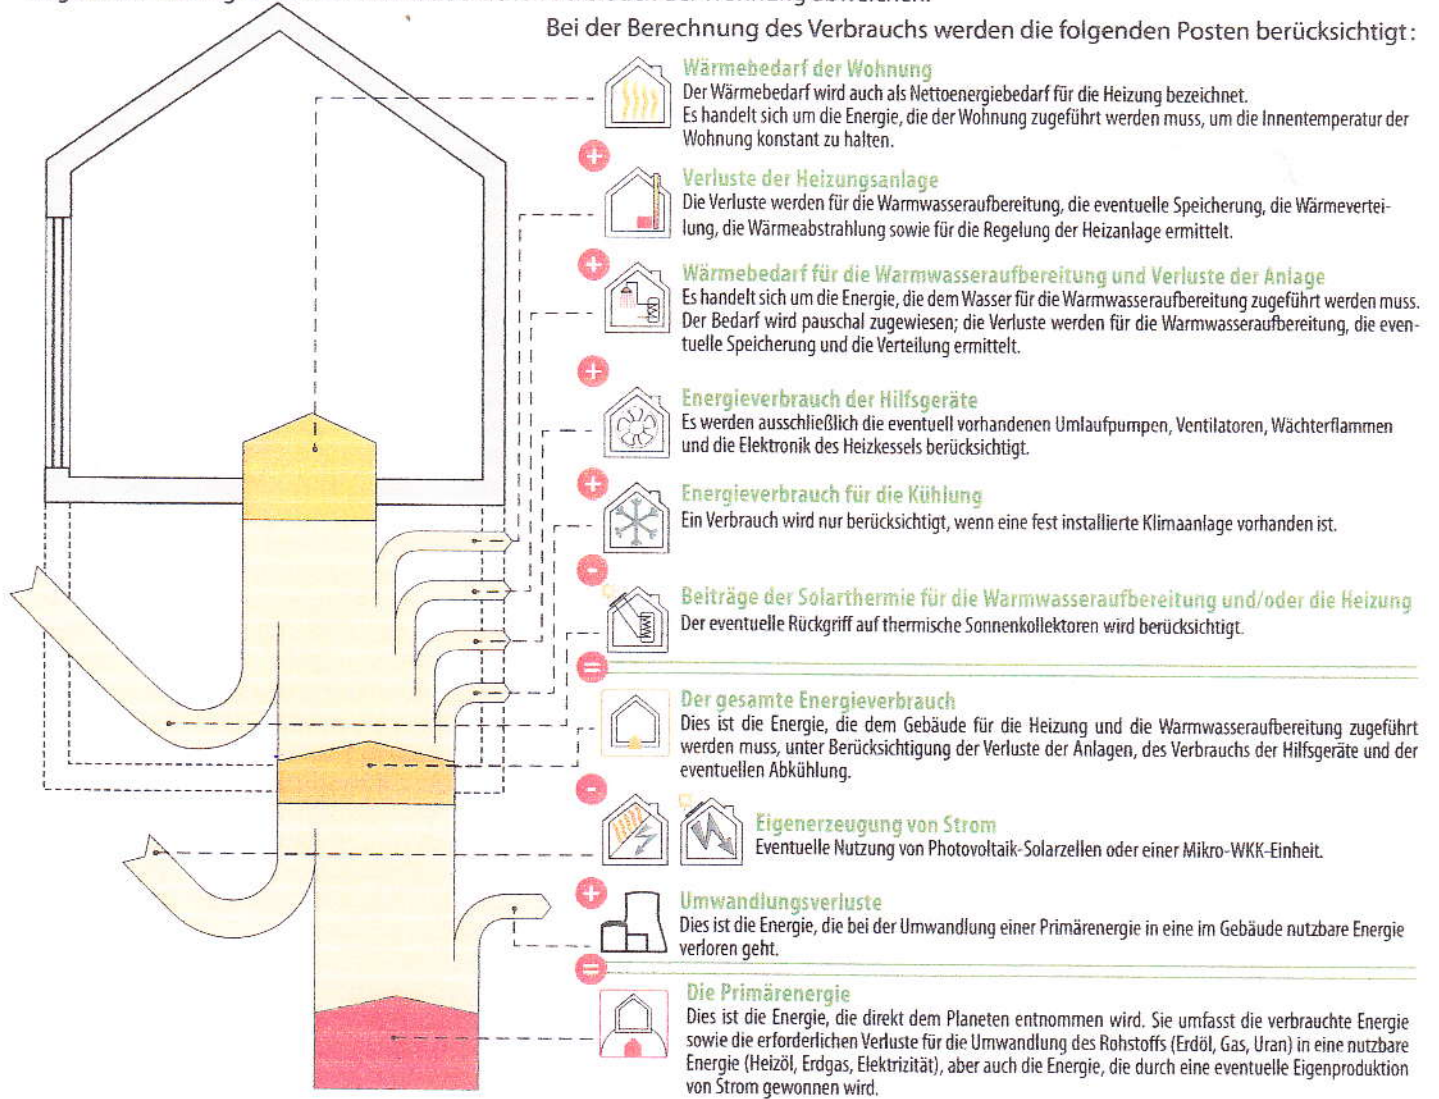 Bei der Berechnung des Verbrauchs werden die folgenden Posten berücksichtigt:
Wärmebedarf der Wohnung
Der Wärmebedarf wird auch als Nettoenergiebedarf für die Heizung bezeichnet.
Es handelt sich um die Energie, die der Wohnung zugeführt werden muss, um die Innentemperatur der
Wohnung konstant zu halten.
+
Verluste der Heizungsanlage
Die Verluste werden für die Warmwasseraufbereitung, die eventuelle Speicherung, die Wärmevertei-
lung, die Wärmeabstrahlung sowie für die Regelung der Heizanlage ermittelt.
+
Wärmebedarf für die Warmwasseraufbereitung und Verluste der Anlage
Es handelt sich um die Energie, die dem Wasser für die Warmwasseraufbereitung zugeführt werden muss.
Der Bedarf wird pauschal zugewiesen; die Verluste werden für die Warmwasseraufbereitung, die even-
tuelle Speicherung und die Verteilung ermittelt.
+
Energieverbrauch der Hilfsgeräte
Es werden ausschließlich die eventuell vorhandenen Umlaufpumpen, Ventilatoren, Wächterflammen
und die Elektronik des Heizkessels berücksichtigt.
+
Energieverbrauch für die Kühlung
Ein Verbrauch wird nur berücksichtigt, wenn eine fest installierte Klimaanlage vorhanden ist.
-
Beiträge der Solarthermie für die Warmwasseraufbereitung und/oder die Heizung
Der eventuelle Rückgriff auf thermische Sonnenkollektoren wird berücksichtigt.
=
Der gesamte Energieverbrauch
Dies ist die Energie, die dem Gebäude für die Heizung und die Warmwasseraufbereitung zugeführt
werden muss, unter Berücksichtigung der Verluste der Anlagen, des Verbrauchs der Hilfsgeräte und der
eventuellen Abkühlung.
-
Eigenerzeugung von Strom
Eventuelle Nutzung von Photovoltaik-Solarzellen oder einer Mikro-WKK-Einheit.
+
Umwandlungsverluste
Dies ist die Energie, die bei der Umwandlung einer Primärenergie in eine im Gebäude nutzbare Energie
verloren geht.
=
Die Primärenergie
Dies ist die Energie, die direkt dem Planeten entnommen wird. Sie umfasst die verbrauchte Energie
sowie die erforderlichen Verluste für die Umwandlung des Rohstoffs (Erdöl, Gas, Uran) in eine nutzbare
Energie (Heizöl, Erdgas, Elektrizität), aber auch die Energie, die durch eine eventuelle Eigenproduktion
von Strom gewonnen wird.